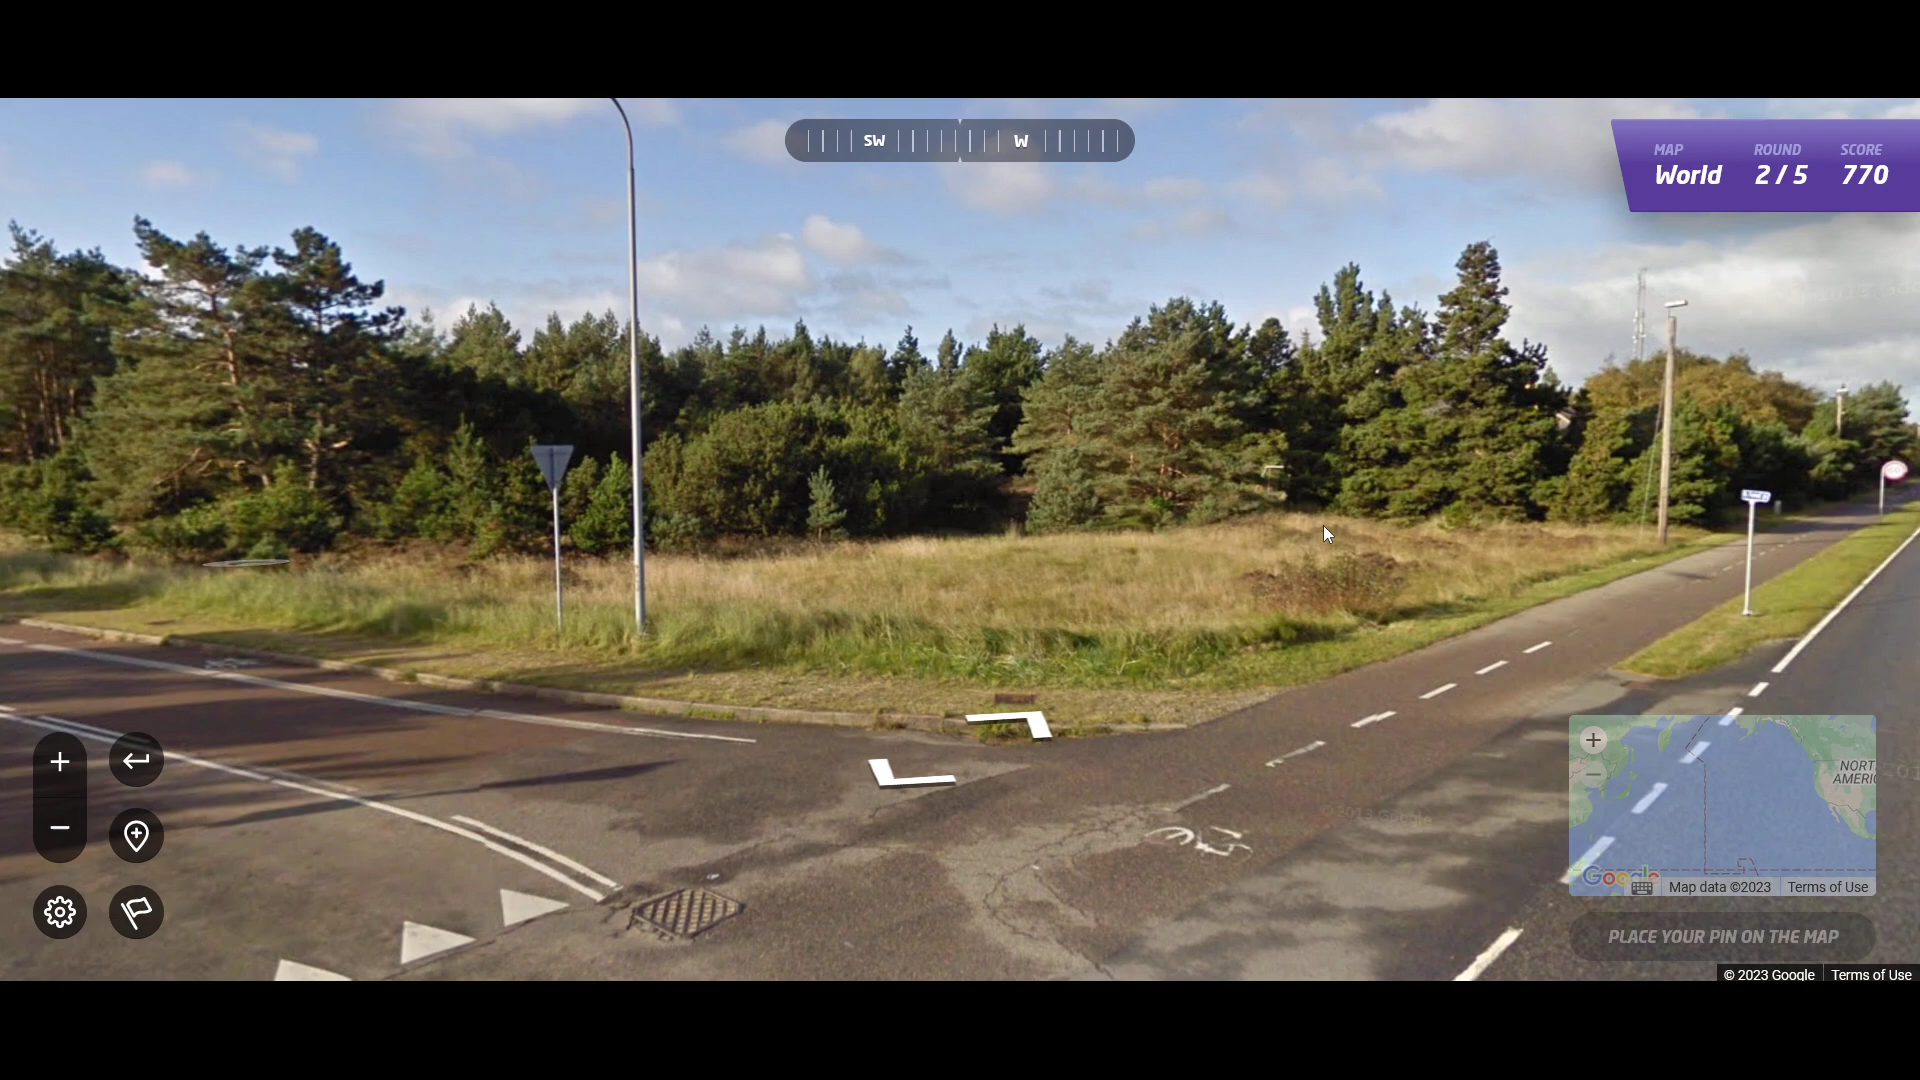 SW
W
MAP
ROUND
SCORE
World
2 / 5
770
NORT
AMERIC
Google
Map data ©2023
Terms of Use
PLACE YOUR PIN ON THE MAP
© 2023 Google
Terms of Use